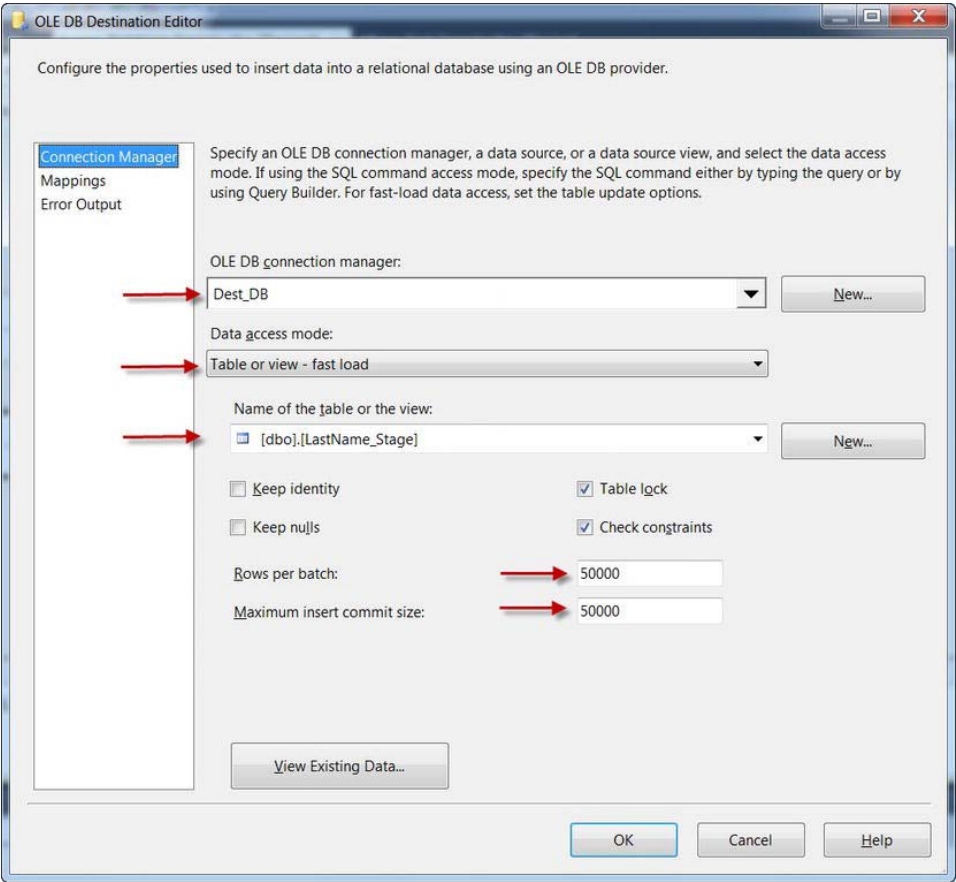 OLE DB Destination Editor
Configure the properties used to insert data into a relational database using an OLE DB provider.
Connection Manager
Mappings
Error Output
Specify an OLE DB connection manager, a data source, or a data source view, and select the data access
mode. If using the SQL command access mode, specify the SQL command either by typing the query or by
using Query Builder. For fast-load data access, set the table update options.
OLE DB connection manager:
Dest_DB
New...
Data access mode:
Table or view - fast load
Name of the table or the view:
[dbo].[LastName_Stage]
New...
Keep identity
Table lock
Keep nulls
Check constraints
Rows per batch:
50000
Maximum insert commit size:
50000
View Existing Data...
OK
Cancel
Help